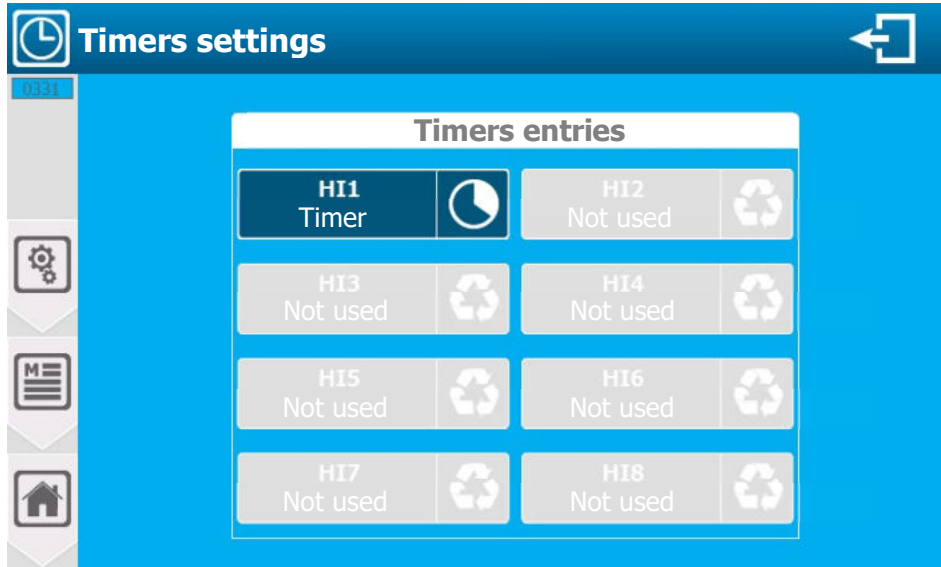 Timers settings
0331
Timers entries
HI1
Timer
HI2
Not used
HI3
Not used
HI4
Not used
HI5
Not used
HI6
Not used
HI7
Not used
HI8
Not used
M